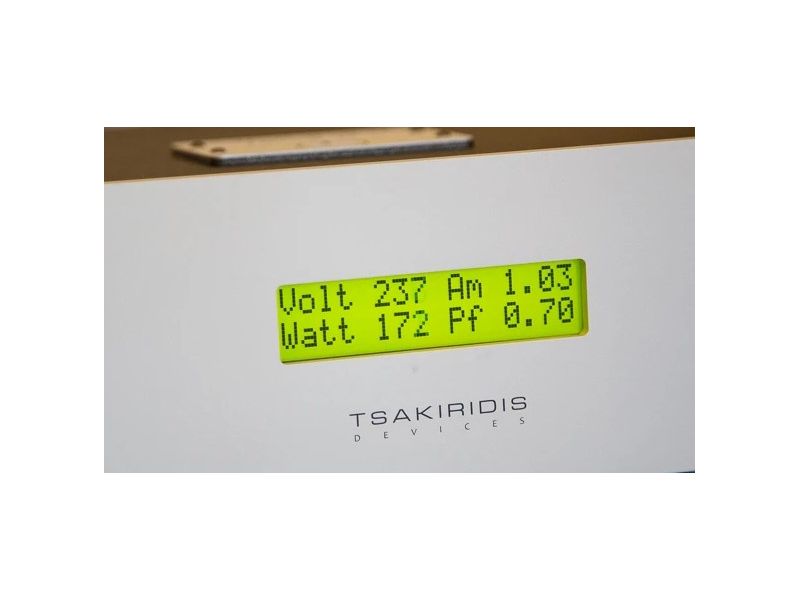 Volt 237 Am 1.03
Watt 172 Pf 0.70
TSAKIRIDIS
DEVICES